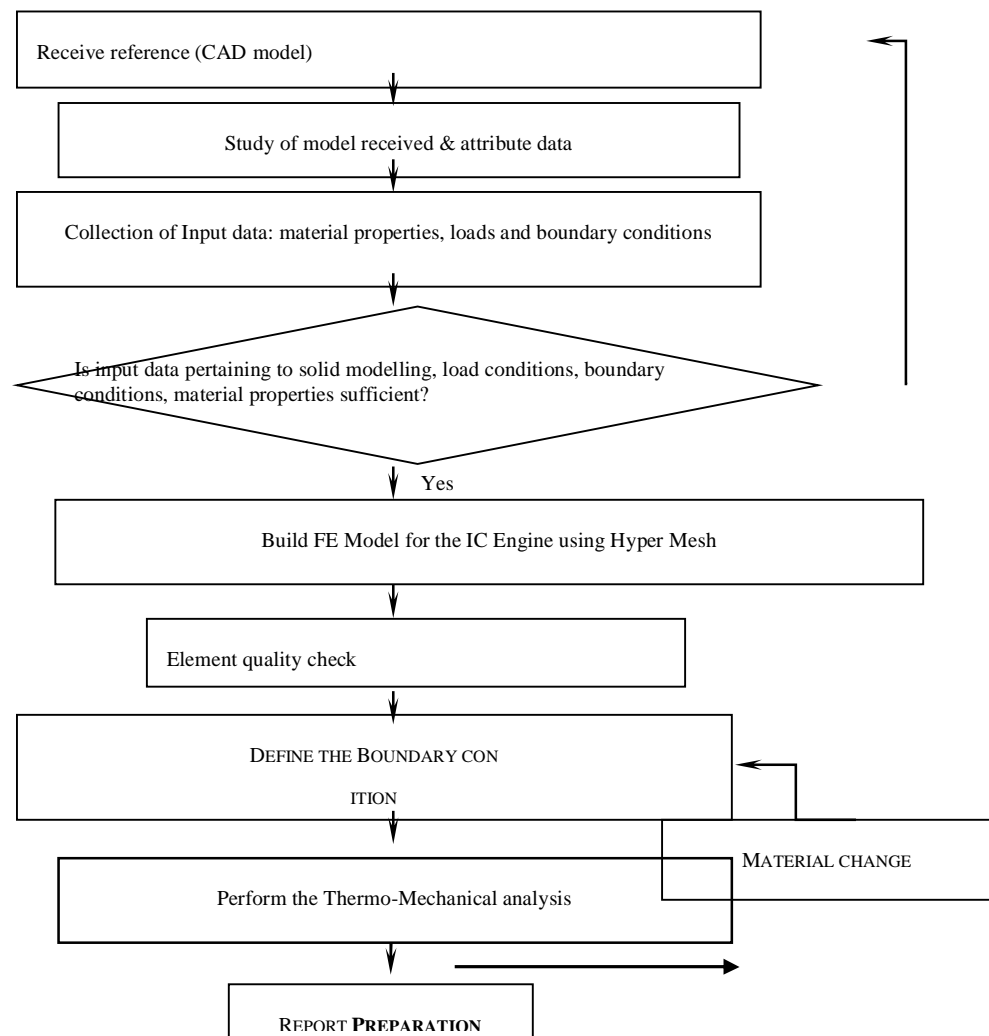 Receive reference (CAD model)
Study of model received & attribute data
Collection of Input data: material properties, loads and boundary conditions
Is input data pertaining to solid modelling, load conditions, boundary
conditions, material properties sufficient?
Yes
Build FE Model for the IC Engine using Hyper Mesh
Element quality check
DEFINE THE BOUNDARY CON
ITION
MATERIAL CHANGE
Perform the Thermo-Mechanical analysis
REPORT PREPARATION